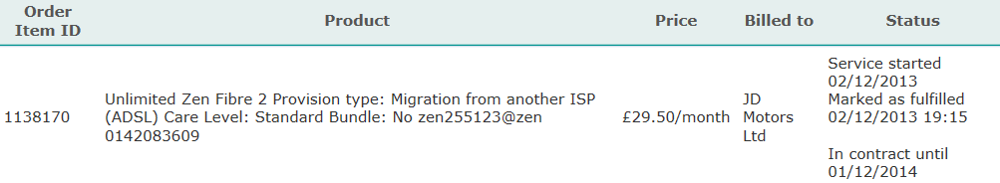 Order Item ID Product Price Billed to Status
1138170
Unlimited Zen Fibre 2 Provision type: Migration from another ISP
(ADSL) Care Level: Standard Bundle: No zen255123@zen
0142083609
£29.50/month
JD
Motors
Ltd
Service started
02/12/2013
Marked as fulfilled
02/12/2013 19:15
In contract until
01/12/2014